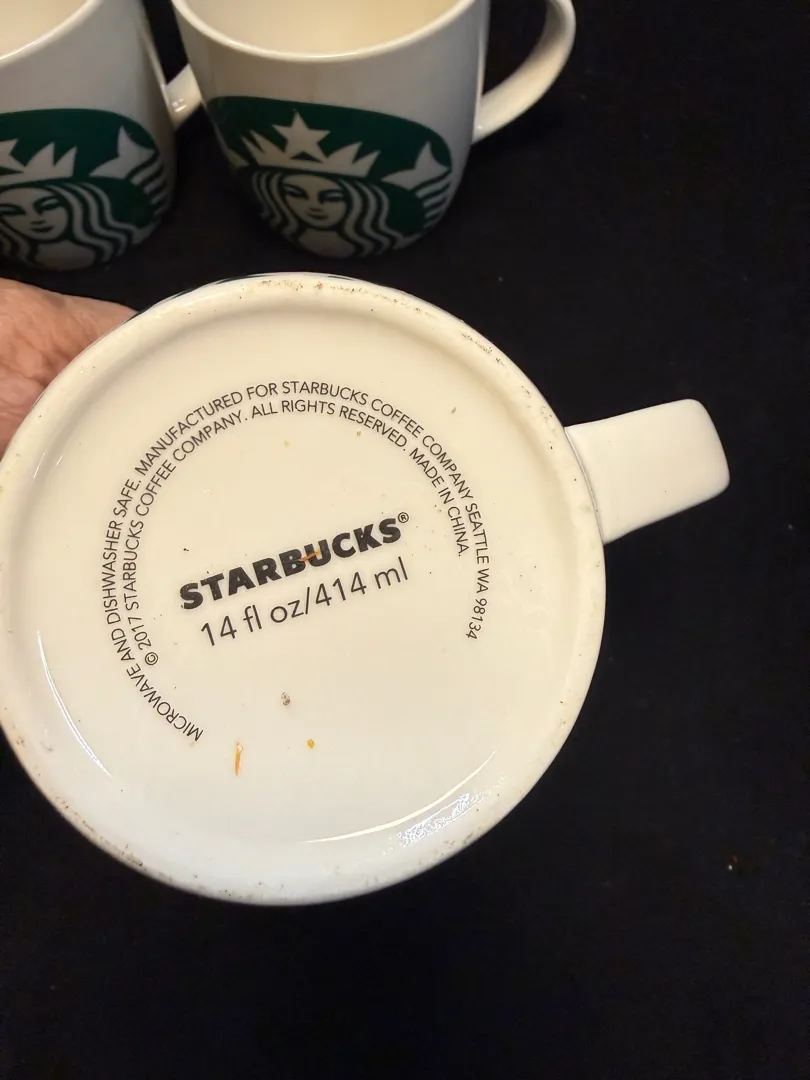 MICROWAVE AND DISHWASHER SAFE. MANUFACTURED FOR STARBUCKS COFFEE COMPANY SEATTLE WA 98134
© 2017 STARBUCKS COFFEE COMPANY. ALL RIGHTS RESERVED. MADE IN CHINA.
STARBUCKS®
14 fl oz/414 ml